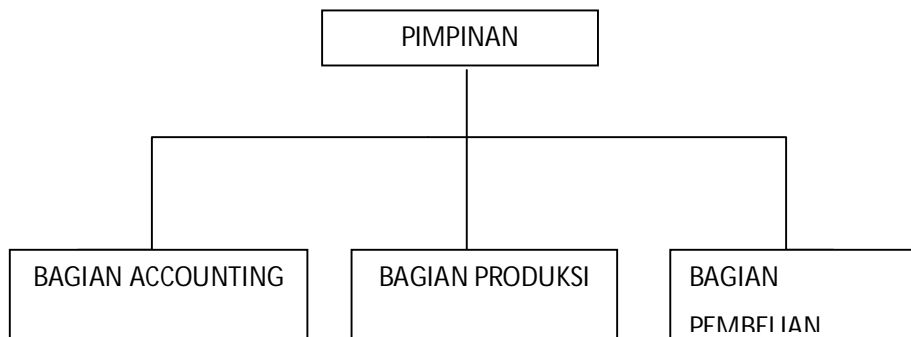 PIMPINAN
BAGIAN ACCOUNTING
BAGIAN PRODUKSI
BAGIAN
PEMBELIAN